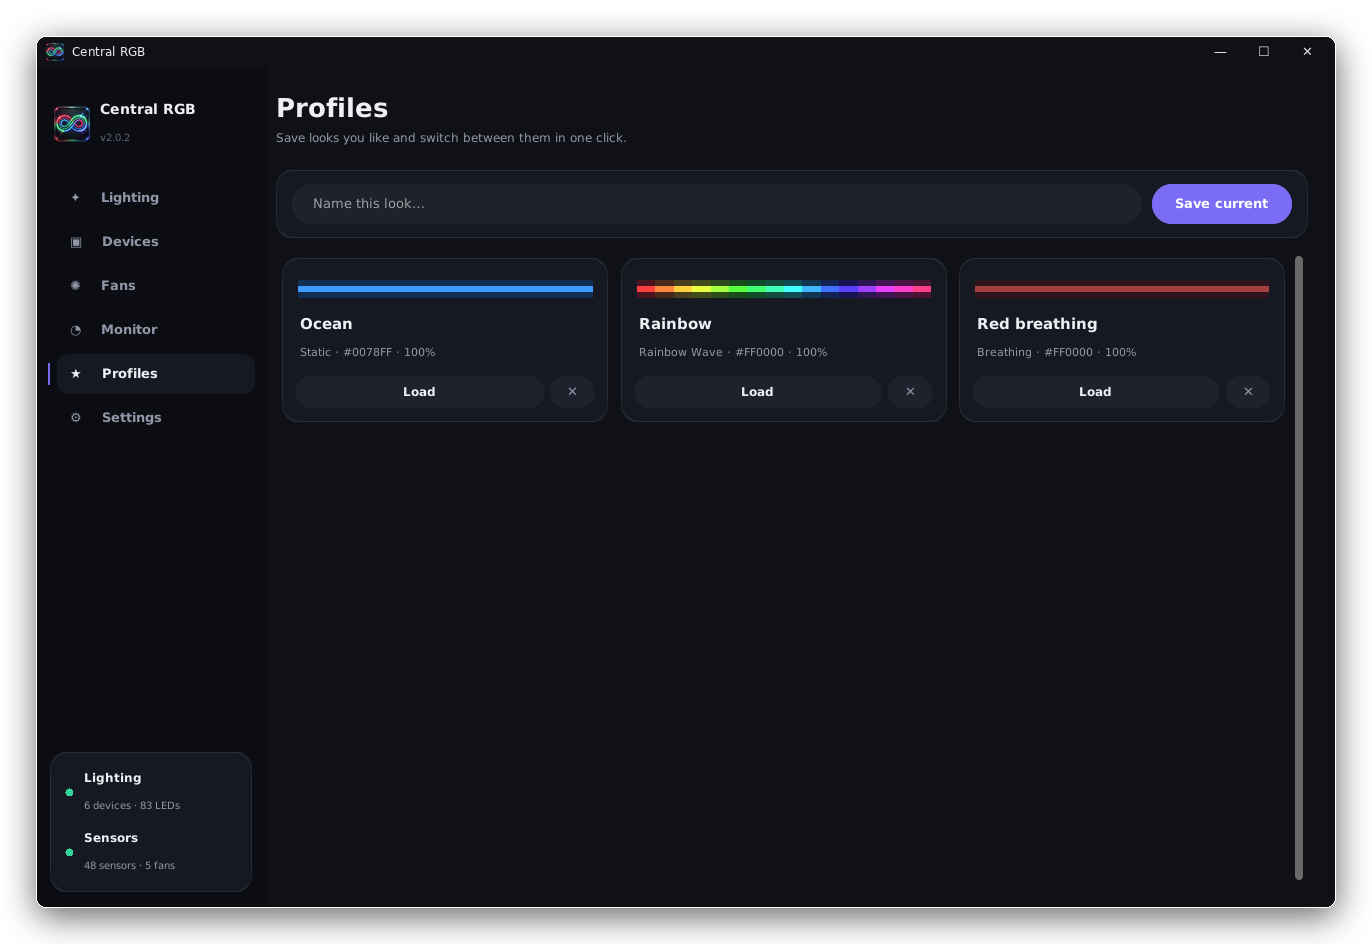 Central RGB
Central RGB
v2.0.2
Lighting
Devices
Fans
Monitor
Profiles
Settings
Lighting
6 devices · 83 LEDs
Sensors
48 sensors · 5 fans
Profiles
Save looks you like and switch between them in one click.
Name this look...
Save current
Ocean
Static · #0078FF · 100%
Load
Rainbow
Rainbow Wave · #FF0000 · 100%
Load
Red breathing
Breathing · #FF0000 · 100%
Load